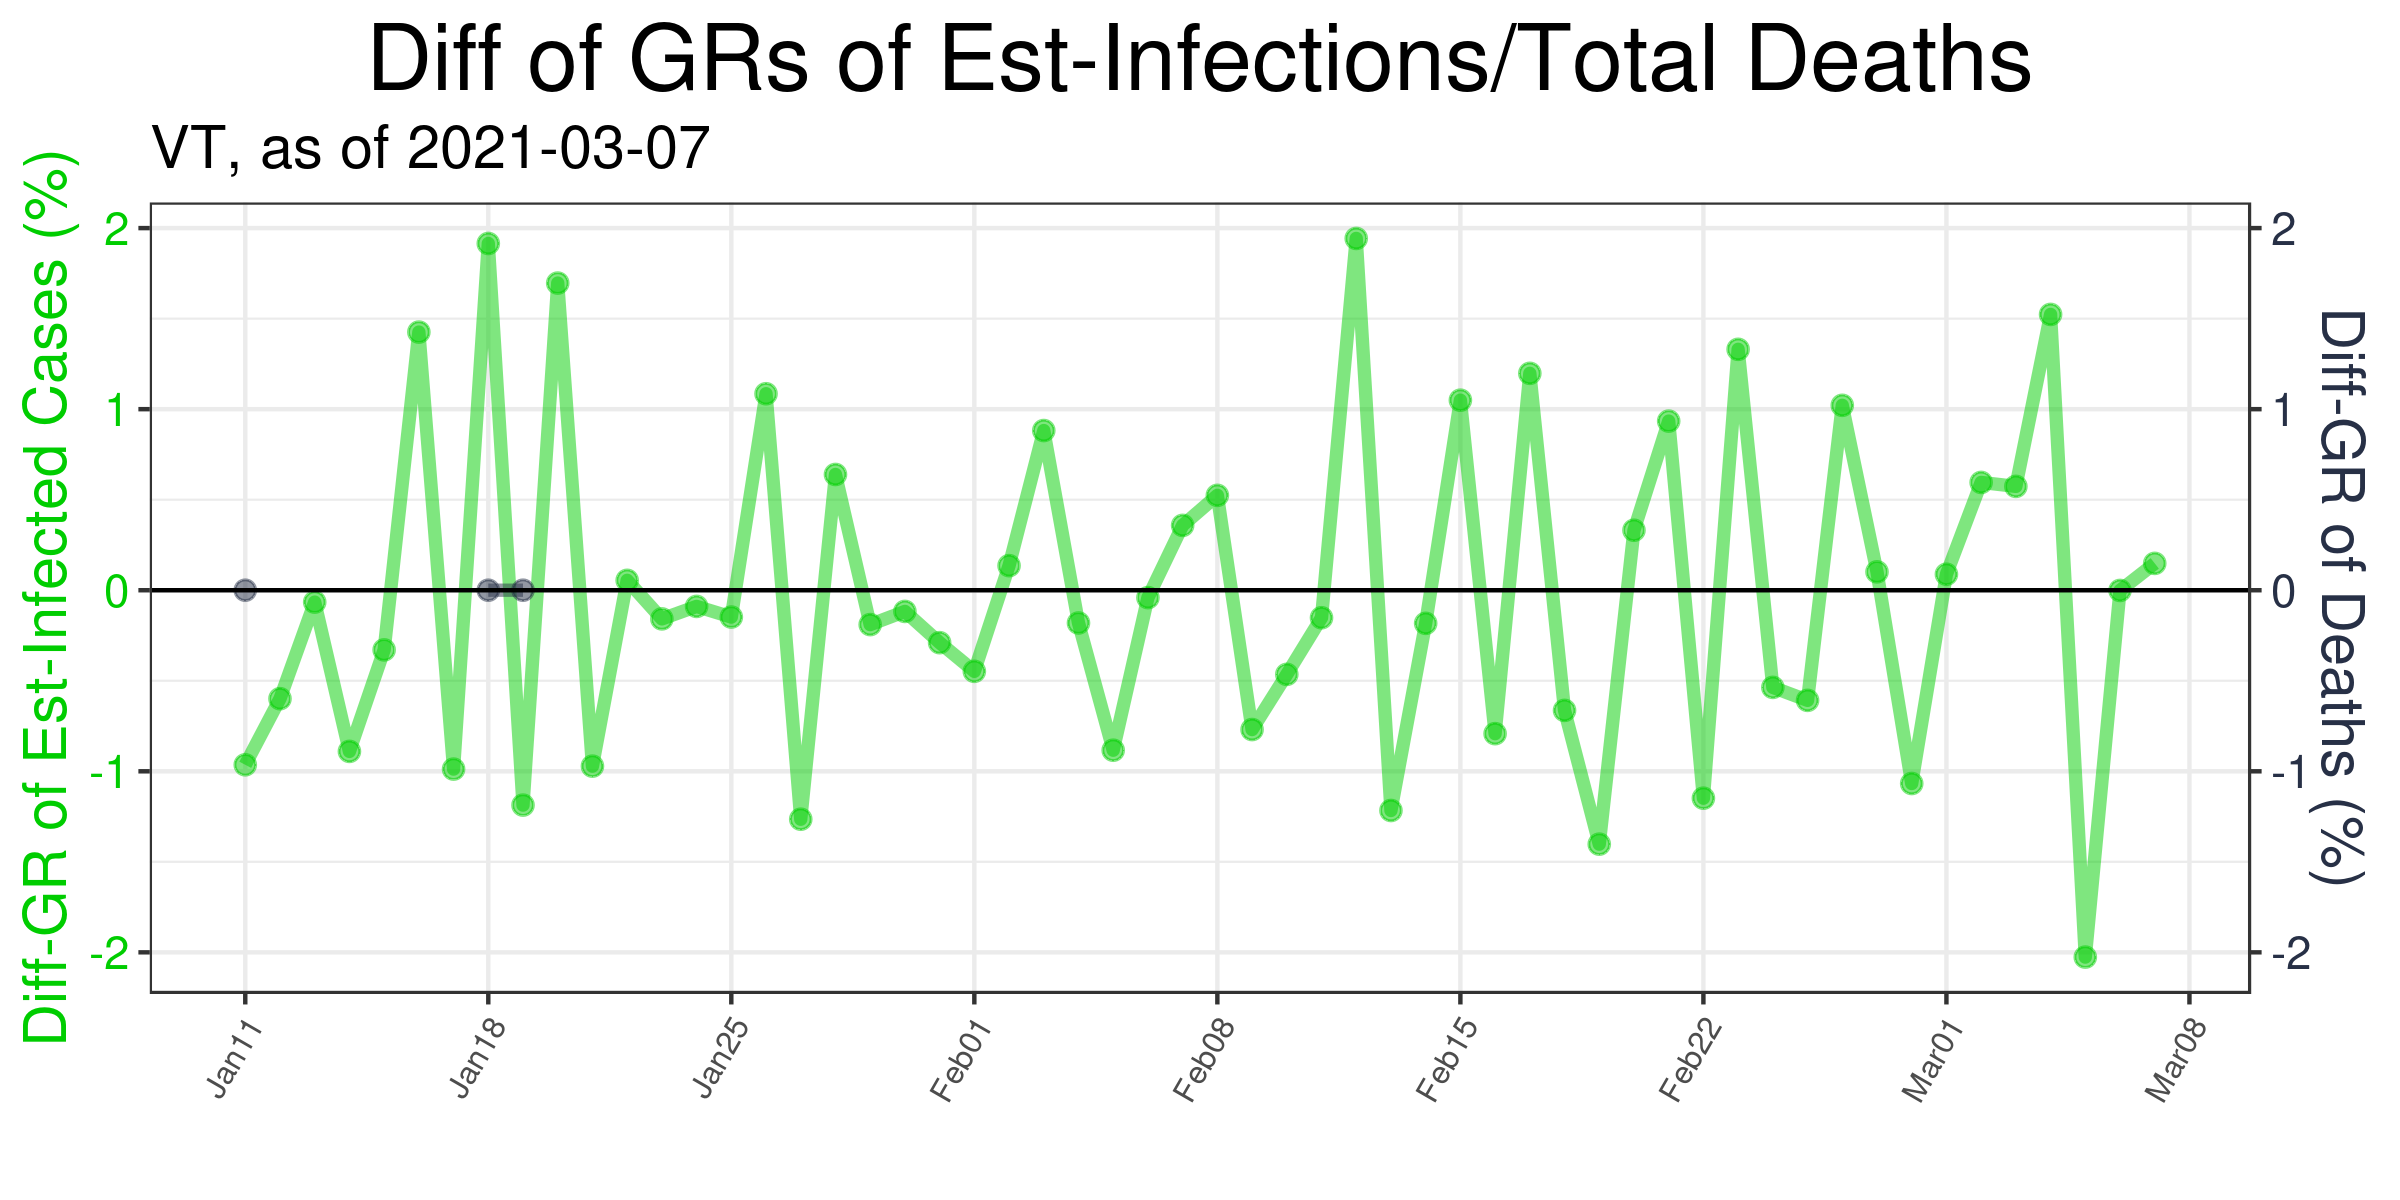 Diff of GRs of Est-Infections/Total Deaths
VT, as of 2021-03-07
Diff-GR of Est-Infected Cases (%)
2
1
0
-1
-2
2
1
0
-1
-2
Diff-GR of Deaths (%)
Jan11
Jan18
Jan25
Feb01
Feb08
Feb15
Feb22
Mar01
Mar08